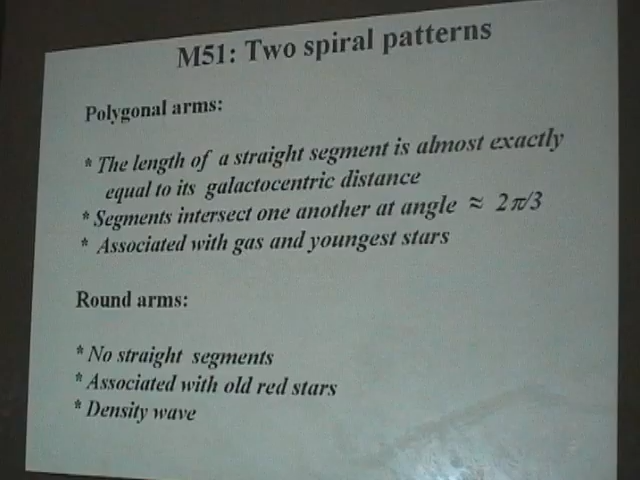 M51: Two spiral patterns
Polygonal arms:
* The length of a straight segment is almost exactly
equal to its galactocentric distance
* Segments intersect one another at angle ≈ 2π/3
* Associated with gas and youngest stars
Round arms:
* No straight segments
* Associated with old red stars
* Density wave